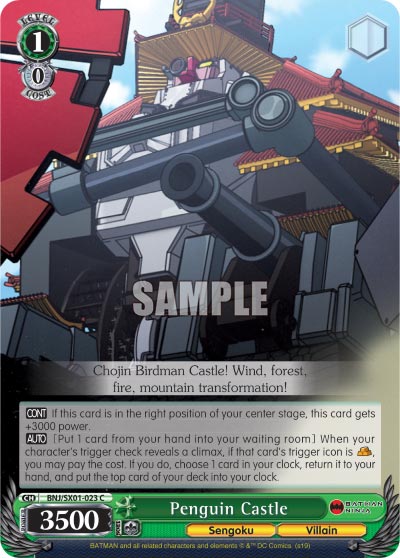 LEVEL
1
0
COST
SAMPLE
Chojin Birdman Castle! Wind, forest,
fire, mountain transformation!
CONT If this card is in the right position of your center stage, this card gets
+3000 power.
AUTO [Put 1 card from your hand into your waiting room] When your
character's trigger check reveals a climax, if that card's trigger icon is ,
you may pay the cost. If you do, choose 1 card in your clock, return it to your
hand, and put the top card of your deck into your clock.
CH BNJ/SX01-023 C
3500
Penguin Castle
BATMAN
NINJA
Sengoku Villain
BATMAN and all related characters and elements © & ™ DC Comics. (s19)